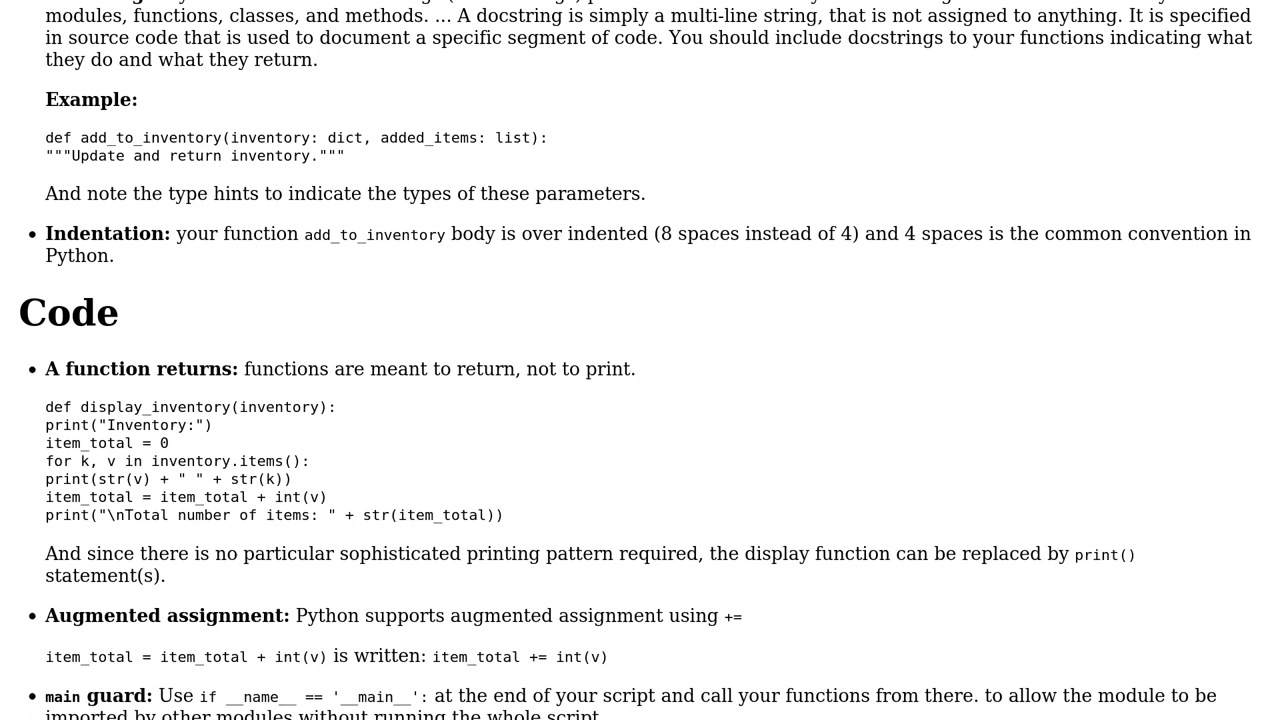 modules, functions, classes, and methods. ... A docstring is simply a multi-line string, that is not assigned to anything. It is specified
in source code that is used to document a specific segment of code. You should include docstrings to your functions indicating what
they do and what they return.
Example:
def add_to_inventory(inventory: dict, added_items: list):
"""Update and return inventory."""
And note the type hints to indicate the types of these parameters.
• Indentation: your function add_to_inventory body is over indented (8 spaces instead of 4) and 4 spaces is the common convention in
Python.
Code
• A function returns: functions are meant to return, not to print.
def display_inventory(inventory):
print("Inventory:")
item_total = 0
for k, v in inventory.items():
print(str(v) + " " + str(k))
item_total = item_total + int(v)
print("\nTotal number of items: " + str(item_total))
And since there is no particular sophisticated printing pattern required, the display function can be replaced by print()
statement(s).
• Augmented assignment: Python supports augmented assignment using +=
item_total = item_total + int(v) is written: item_total += int(v)
• main guard: Use if __name__ == '__main__': at the end of your script and call your functions from there. to allow the module to be
imported by other modules without running the whole script.